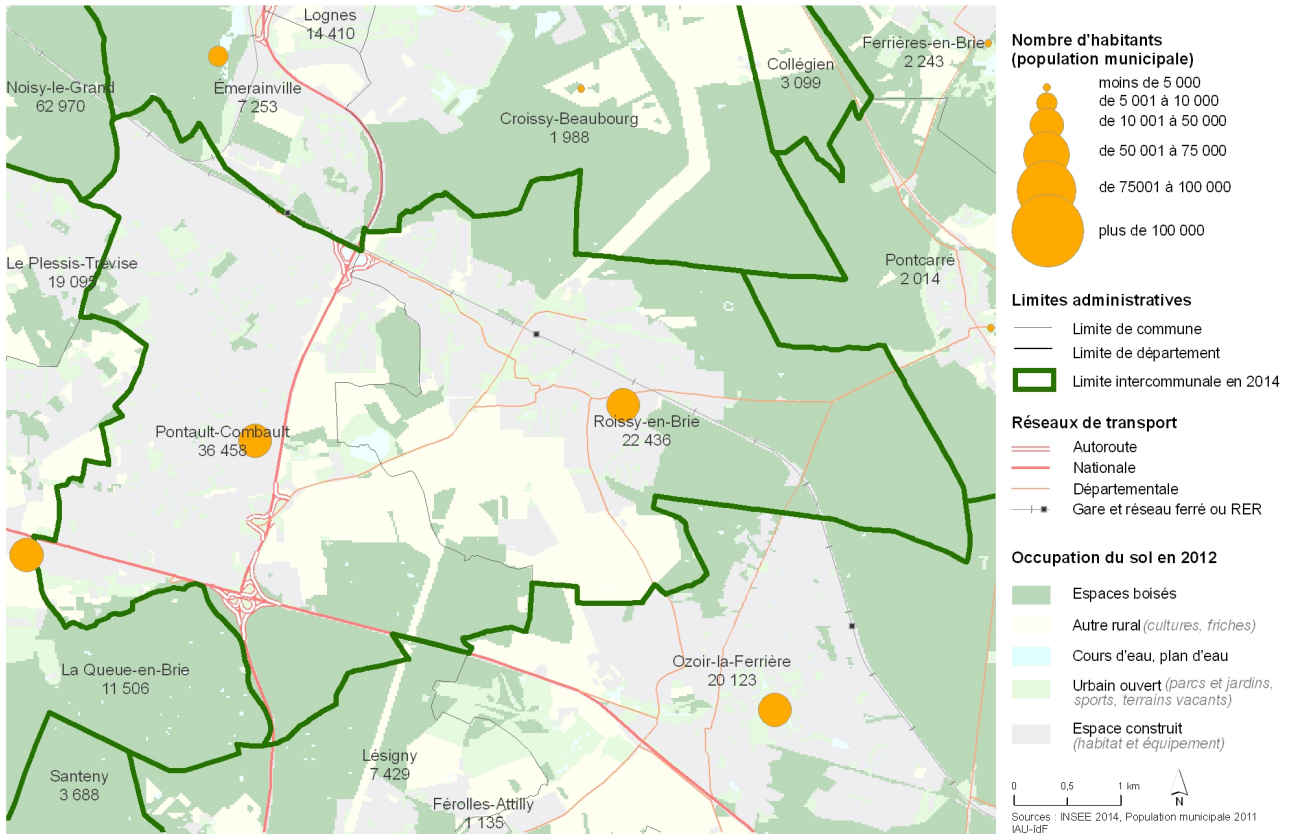 Lognes
14 410
Ferrières-en-Brie
2 243
Collégien
3 099
Noisy-le-Grand
62 970
Émerainville
7 253
Croissy-Beaubourg
1 988
Le Plessis-Trévise
19 095
Pontcarré
2 014
Pontault-Combault
36 458
Roissy-en-Brie
22 436
La Queue-en-Brie
11 506
Ozoir-la-Ferrière
20 123
Santeny
3 688
Lésigny
7 429
Férolles-Attilly
1 135
Nombre d'habitants
(population municipale)
moins de 5 000
de 5 001 à 10 000
de 10 001 à 50 000
de 50 001 à 75 000
de 75001 à 100 000
plus de 100 000
Limites administratives
Limite de commune
Limite de département
Limite intercommunale en 2014
Réseaux de transport
Autoroute
Nationale
Départementale
Gare et réseau ferré ou RER
Occupation du sol en 2012
Espaces boisés
Autre rural (cultures, friches)
Cours d'eau, plan d'eau
Urbain ouvert (parcs et jardins,
sports, terrains vacants)
Espace construit
(habitat et équipement)
0 0,5 1 km
N
Sources : INSEE 2014, Population municipale 2011
IAU-îdF